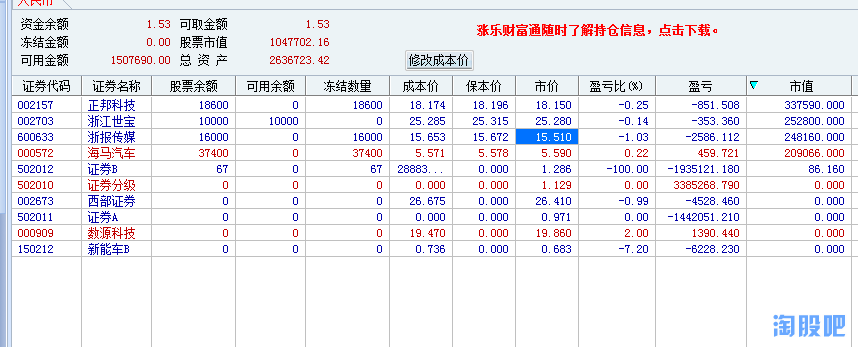 人民币
资金余额 1.53 可取金额 1.53
冻结金额 0.00 股票市值 1047702.16
可用金额 1507690.00 总 资 产 2636723.42
涨乐财富通随时了解持仓信息，点击下载。
修改成本价
证券代码 证券名称 股票余额 可用余额 冻结数量 成本价 保本价 市价 盈亏比(%) 盈亏 市值
002157 正邦科技 18600 0 18600 18.174 18.196 18.150 -0.25 -851.508 337590.000
002703 浙江世宝 10000 10000 0 25.285 25.315 25.280 -0.14 -353.360 252800.000
600633 浙报传媒 16000 0 16000 15.653 15.672 15.510 -1.03 -2586.112 248160.000
000572 海马汽车 37400 0 37400 5.571 5.578 5.590 0.22 459.721 209066.000
502012 证券B 67 0 67 28883... 0.000 1.286 -100.00 -1935121.180 86.160
502010 证券分级 0 0 0 0.000 0.000 1.129 0.00 3385268.790 0.000
002673 西部证券 0 0 0 26.675 0.000 26.410 -0.99 -4528.460 0.000
502011 证券A 0 0 0 0.000 0.000 0.971 0.00 -1442051.210 0.000
000909 数源科技 0 0 0 19.470 0.000 19.860 2.00 1390.440 0.000
150212 新能车B 0 0 0 0.736 0.000 0.683 -7.20 -6228.230 0.000
淘股吧